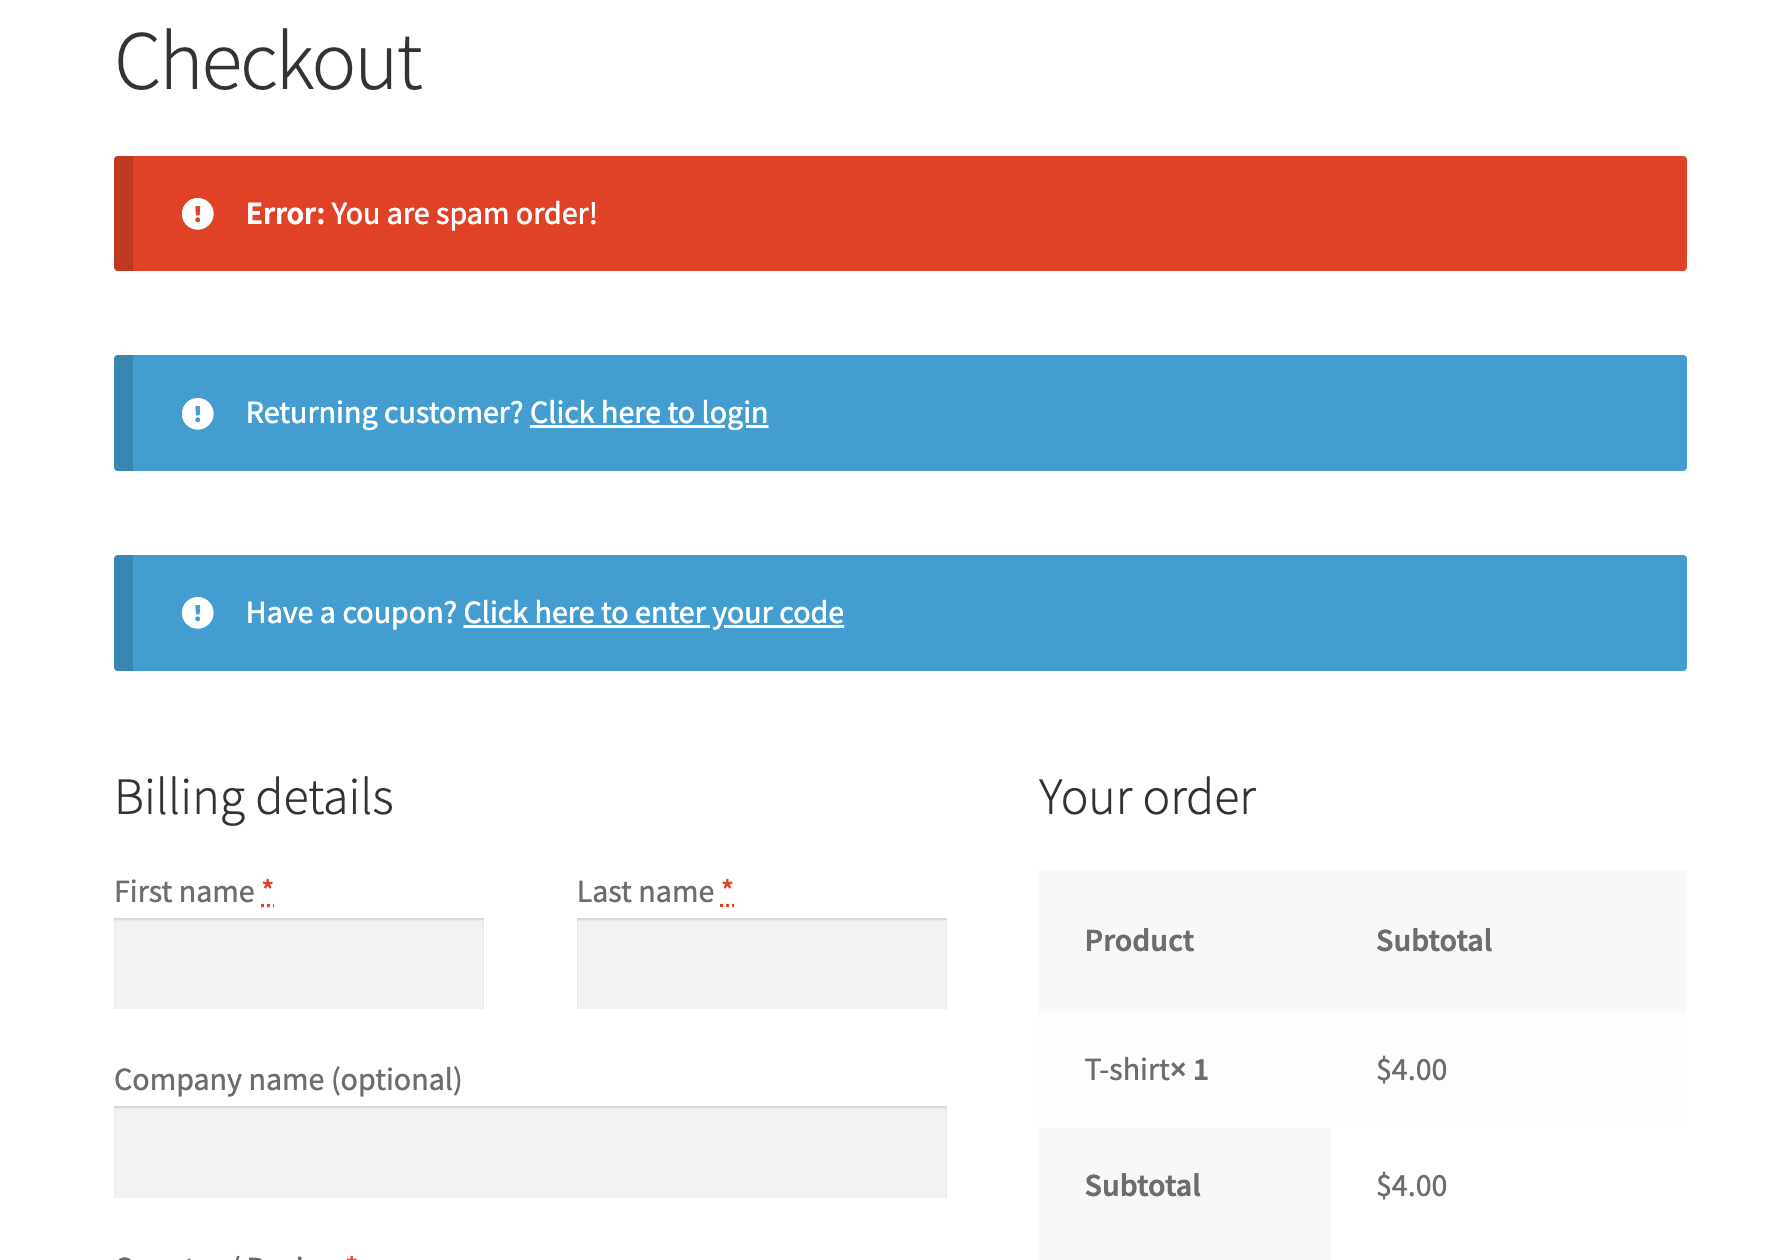 Checkout
Error: You are spam order!
Returning customer? Click here to login
Have a coupon? Click here to enter your code
Billing details
First name *
Last name *
Company name (optional)
Your order
Product Subtotal
T-shirt× 1 $4.00
Subtotal $4.00